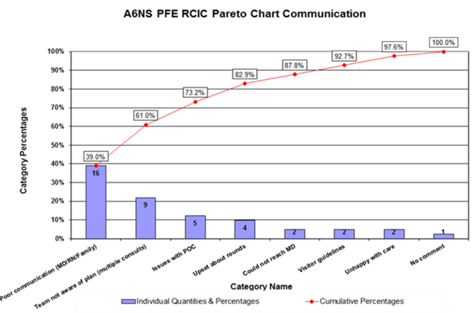 A6NS PFE RCIC Pareto Chart Communication
100%
90%
80%
70%
60%
50%
40%
30%
20%
10%
0%
Category Percentages
39.0%
61.0%
73.2%
82.9%
87.8%
92.7%
97.6%
100.0%
16
9
5
4
2
2
2
1
Poor communication (MD/RN/Family)
Team not aware of plan (multiple consults)
Issues with POC
Upset about rounds
Could not reach MD
Visitor guidelines
Unhappy with care
No comment
Category Name
Individual Quantities & Percentages
Cumulative Percentages